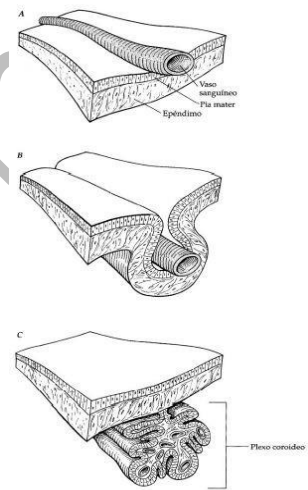 A
Vaso
sanguíneo
Pia mater
Epéndimo
B
C
Plexo coroideo